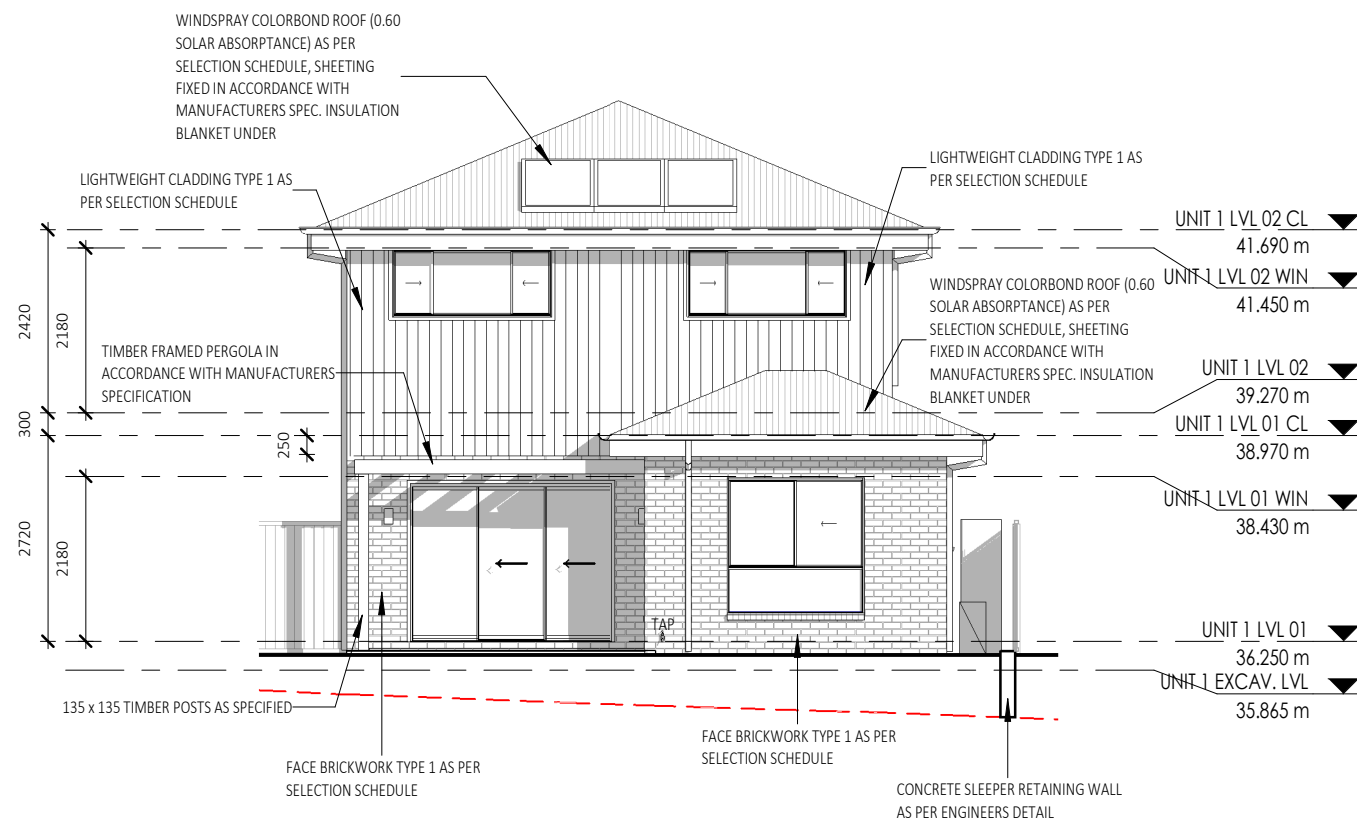 WINDSPRAY COLORBOND ROOF (0.60
SOLAR ABSORPTANCE) AS PER
SELECTION SCHEDULE, SHEETING
FIXED IN ACCORDANCE WITH
MANUFACTURERS SPEC. INSULATION
BLANKET UNDER
LIGHTWEIGHT CLADDING TYPE 1 AS
PER SELECTION SCHEDULE
LIGHTWEIGHT CLADDING TYPE 1 AS
PER SELECTION SCHEDULE
UNIT 1 LVL 02 CL
41.690 m
UNIT 1 LVL 02 WIN
41.450 m
WINDSPRAY COLORBOND ROOF (0.60
SOLAR ABSORPTANCE) AS PER
SELECTION SCHEDULE, SHEETING
FIXED IN ACCORDANCE WITH
MANUFACTURERS SPEC. INSULATION
BLANKET UNDER
2420
2180
TIMBER FRAMED PERGOLA IN
ACCORDANCE WITH MANUFACTURERS
SPECIFICATION
UNIT 1 LVL 02
39.270 m
300
250
UNIT 1 LVL 01 CL
38.970 m
UNIT 1 LVL 01 WIN
38.430 m
2720
2180
TAP
UNIT 1 LVL 01
36.250 m
UNIT 1 EXCAV. LVL
35.865 m
135 x 135 TIMBER POSTS AS SPECIFIED
FACE BRICKWORK TYPE 1 AS PER
SELECTION SCHEDULE
FACE BRICKWORK TYPE 1 AS PER
SELECTION SCHEDULE
CONCRETE SLEEPER RETAINING WALL
AS PER ENGINEERS DETAIL